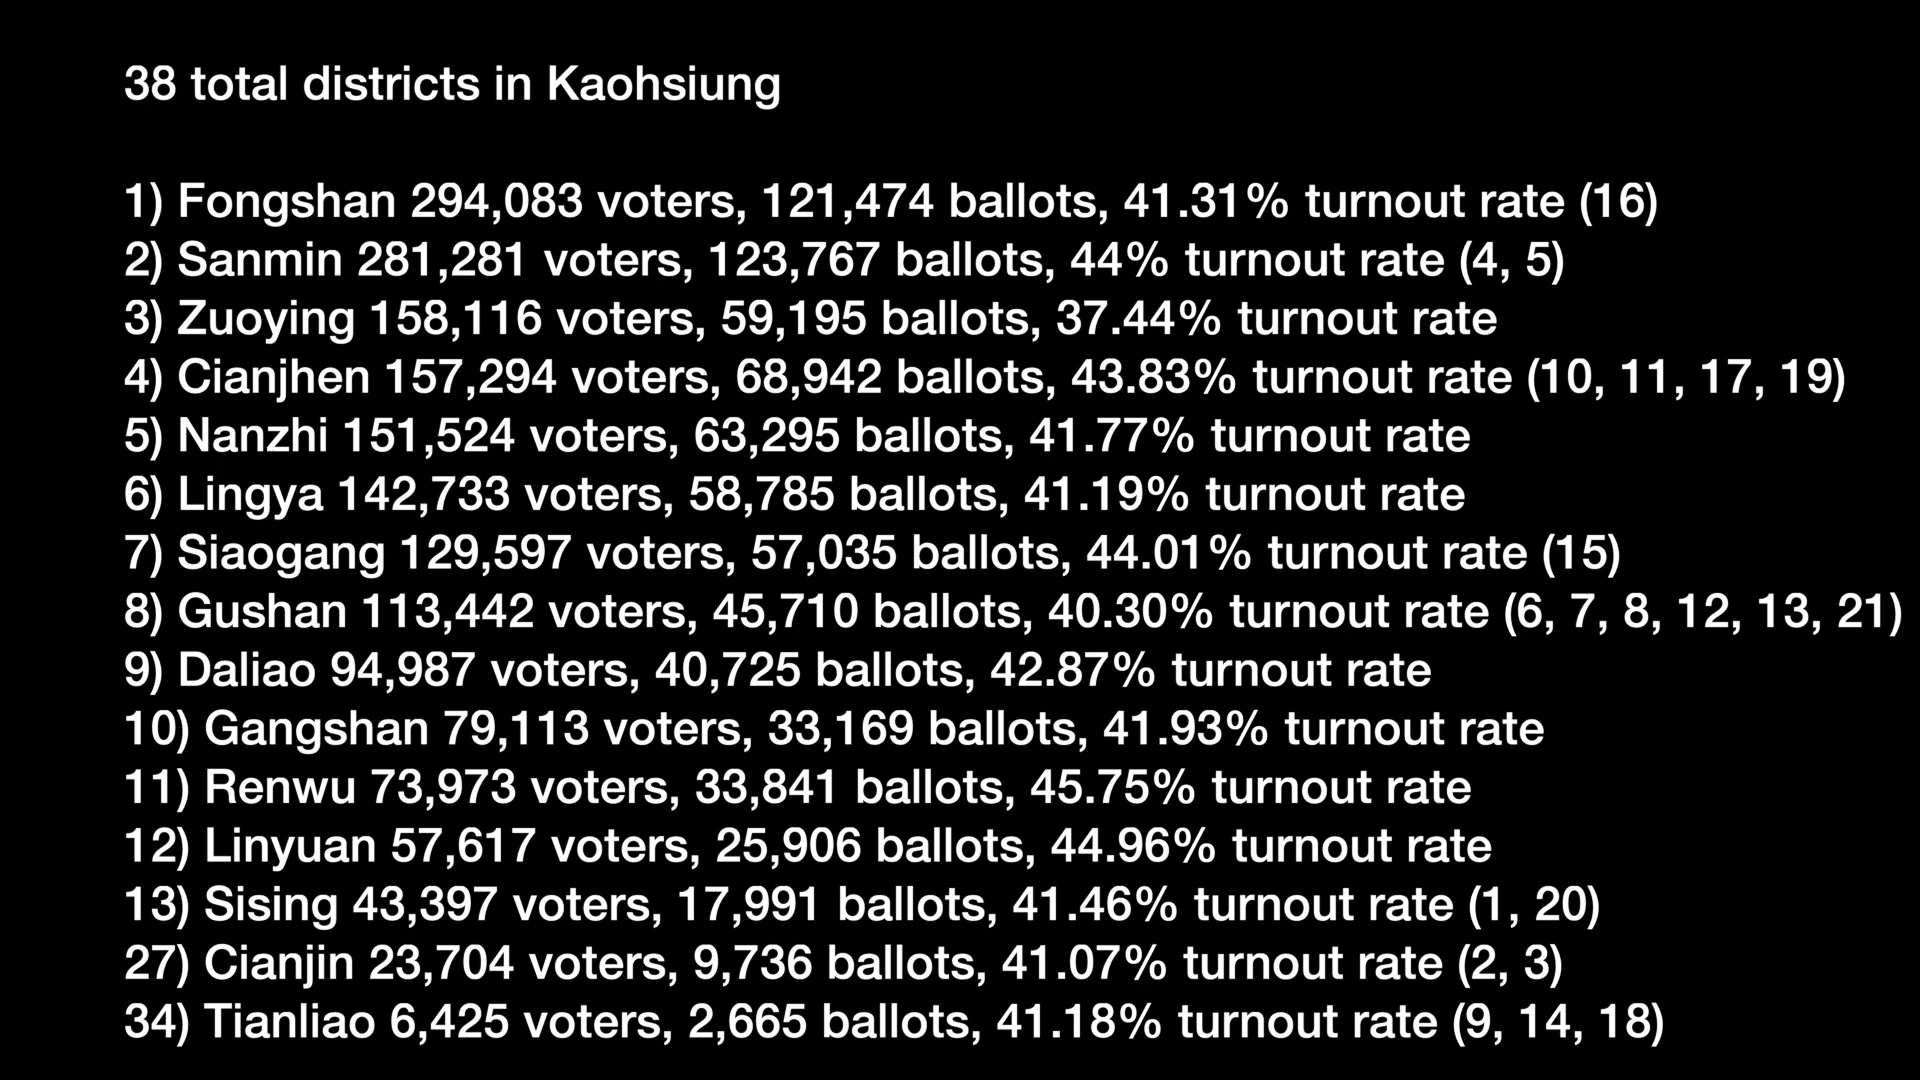 38 total districts in Kaohsiung
1) Fongshan 294,083 voters, 121,474 ballots, 41.31% turnout rate (16)
2) Sanmin 281,281 voters, 123,767 ballots, 44% turnout rate (4, 5)
3) Zuoying 158,116 voters, 59,195 ballots, 37.44% turnout rate
4) Cianjhen 157,294 voters, 68,942 ballots, 43.83% turnout rate (10, 11, 17, 19)
5) Nanzhi 151,524 voters, 63,295 ballots, 41.77% turnout rate
6) Lingya 142,733 voters, 58,785 ballots, 41.19% turnout rate
7) Siaogang 129,597 voters, 57,035 ballots, 44.01% turnout rate (15)
8) Gushan 113,442 voters, 45,710 ballots, 40.30% turnout rate (6, 7, 8, 12, 13, 21)
9) Daliao 94,987 voters, 40,725 ballots, 42.87% turnout rate
10) Gangshan 79,113 voters, 33,169 ballots, 41.93% turnout rate
11) Renwu 73,973 voters, 33,841 ballots, 45.75% turnout rate
12) Linyuan 57,617 voters, 25,906 ballots, 44.96% turnout rate
13) Sising 43,397 voters, 17,991 ballots, 41.46% turnout rate (1, 20)
27) Cianjin 23,704 voters, 9,736 ballots, 41.07% turnout rate (2, 3)
34) Tianliao 6,425 voters, 2,665 ballots, 41.18% turnout rate (9, 14, 18)